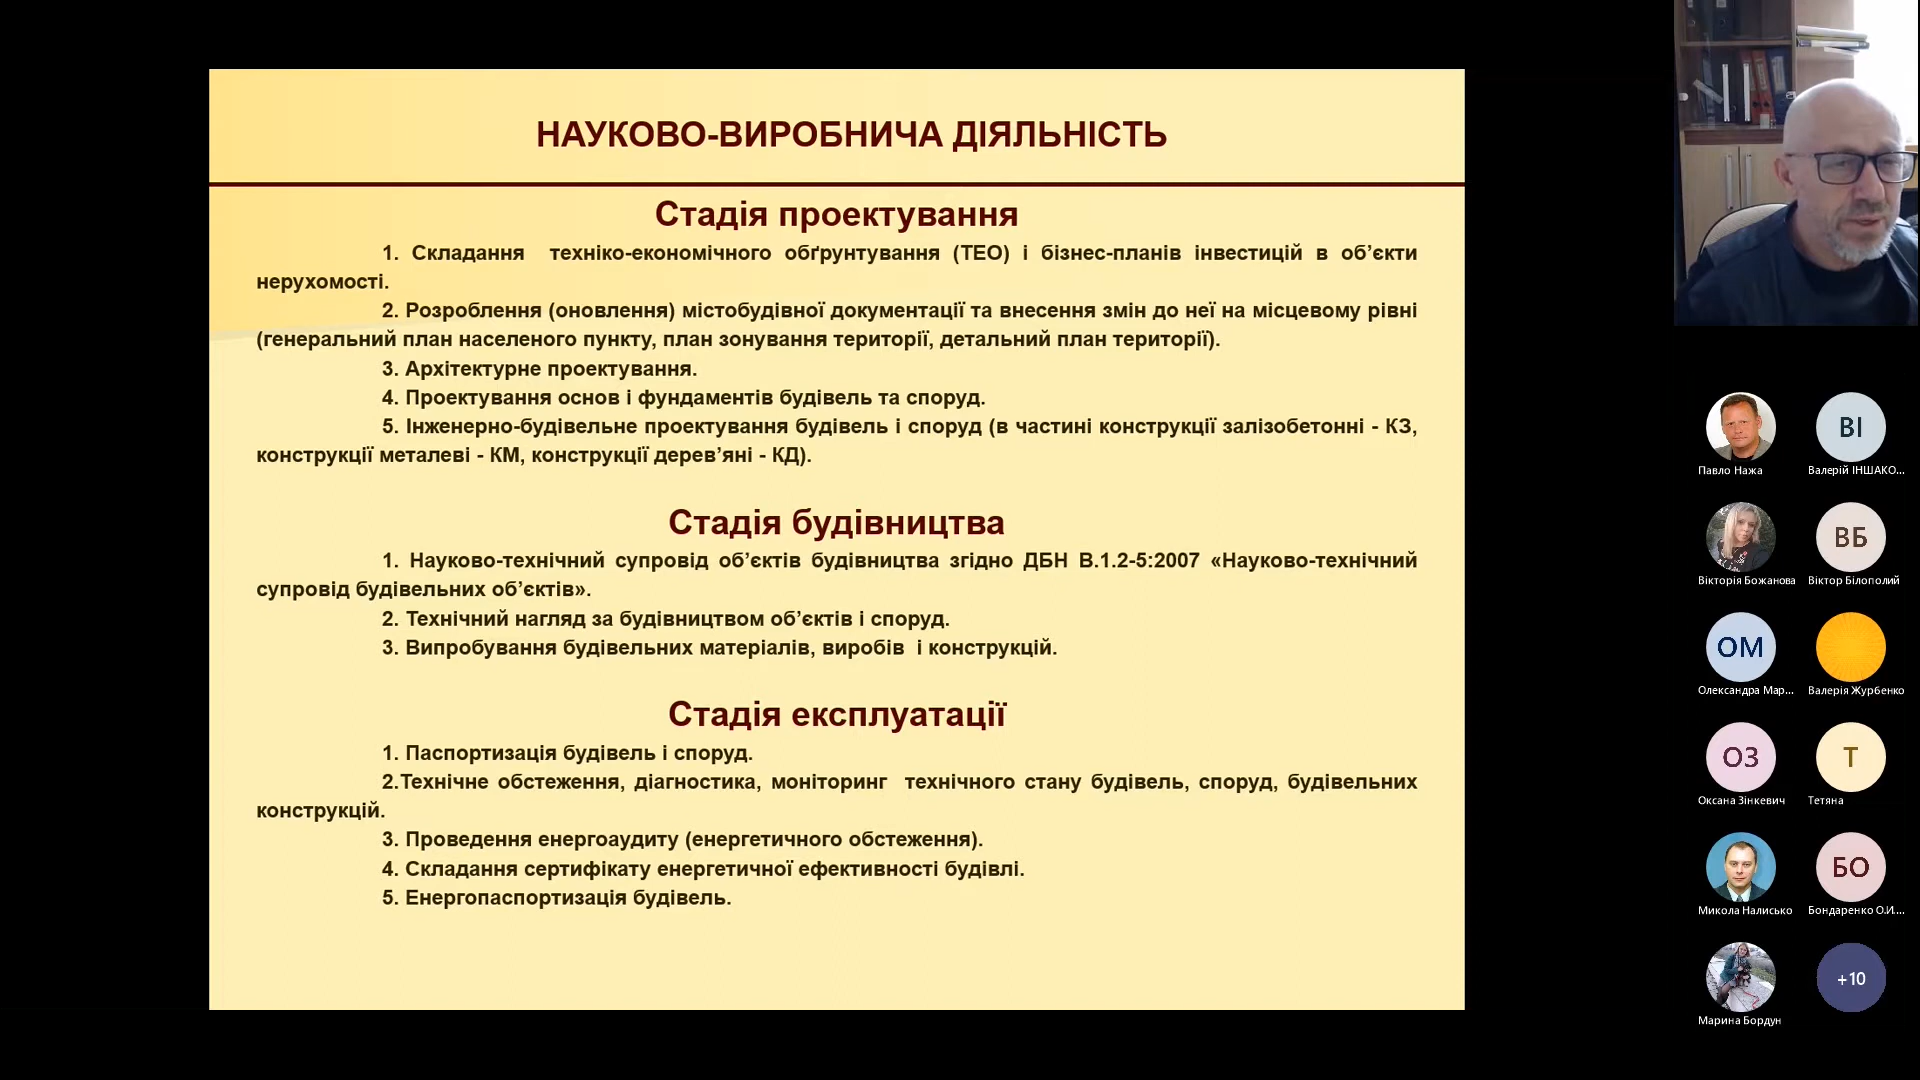 НАУКОВО-ВИРОБНИЧА ДІЯЛЬНІСТЬ
Стадія проектування
1. Складання техніко-економічного обґрунтування (ТЕО) і бізнес-планів інвестицій в об’єкти
нерухомості.
2. Розроблення (оновлення) містобудівної документації та внесення змін до неї на місцевому рівні
(генеральний план населеного пункту, план зонування території, детальний план території).
3. Архітектурне проектування.
4. Проектування основ і фундаментів будівель та споруд.
5. Інженерно-будівельне проектування будівель і споруд (в частині конструкції залізобетонні - КЗ,
конструкції металеві - КМ, конструкції дерев’яні - КД).
Стадія будівництва
1. Науково-технічний супровід об’єктів будівництва згідно ДБН В.1.2-5:2007 «Науково-технічний
супровід будівельних об’єктів».
2. Технічний нагляд за будівництвом об’єктів і споруд.
3. Випробування будівельних матеріалів, виробів і конструкцій.
Стадія експлуатації
1. Паспортизація будівель і споруд.
2.Технічне обстеження, діагностика, моніторинг технічного стану будівель, споруд, будівельних
конструкцій.
3. Проведення енергоаудиту (енергетичного обстеження).
4. Складання сертифікату енергетичної ефективності будівлі.
5. Енергопаспортизація будівель.
ВІ
Павло Нажа
Валерій ІНШАКО...
ВБ
Вікторія Божанова
Віктор Білополий
ОМ
Олександра Мар...
Валерія Журбенко
ОЗ
Т
Оксана Зінкевич
Тетяна
БО
Микола Налисько
Бондаренко О.И....
+10
Марина Бордун